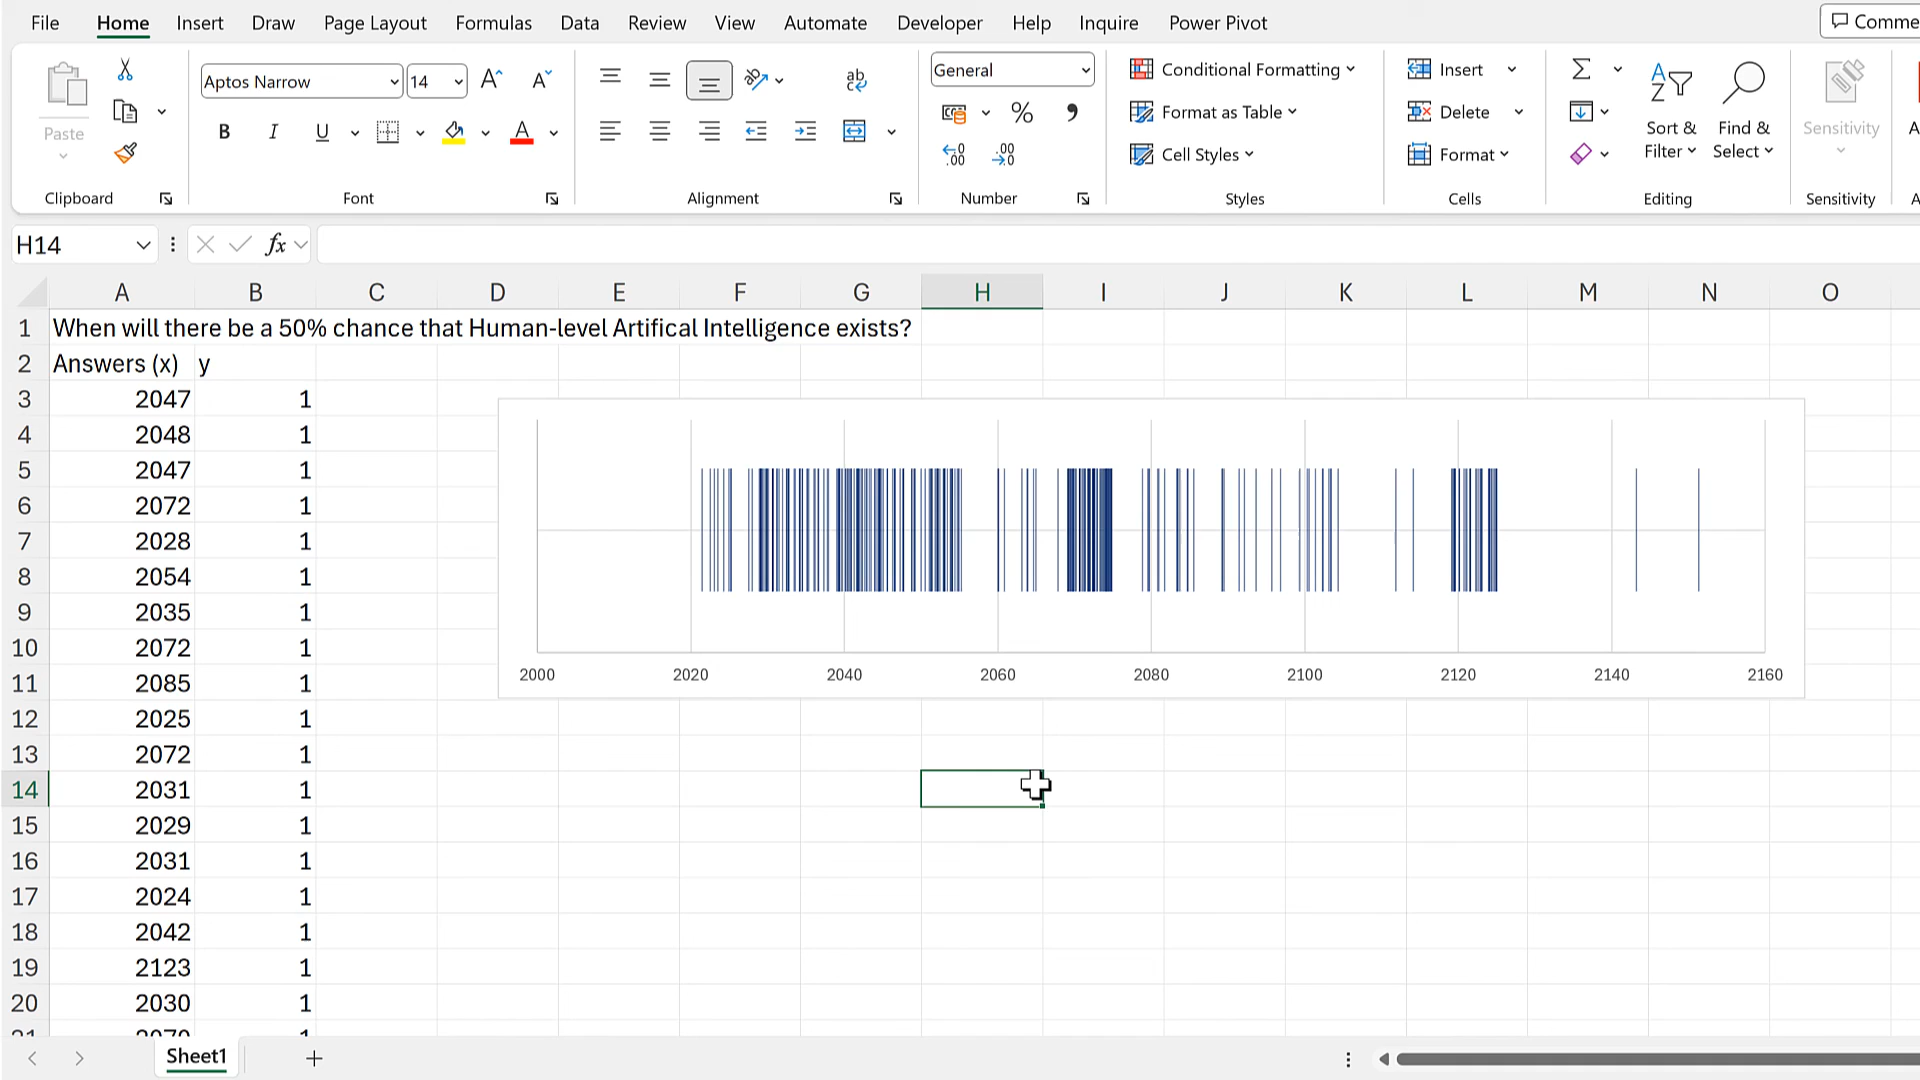 File Home Insert Draw Page Layout Formulas Data Review View Automate Developer Help Inquire Power Pivot
Paste
Clipboard
Aptos Narrow 14
B I U
Font
ab
Alignment
General
% 9
Number
Conditional Formatting
Format as Table
Cell Styles
Styles
Insert
Delete
Format
Cells
Sort & Filter
Find & Select
Editing
Sensitivity
Sensitivity
H14 fx
A B C D E F G H I J K L M N O
1 When will there be a 50% chance that Human-level Artifical Intelligence exists?
2 Answers (x) y
3 2047 1
4 2048 1
5 2047 1
6 2072 1
7 2028 1
8 2054 1
9 2035 1
10 2072 1
11 2085 1
12 2025 1
13 2072 1
14 2031 1
15 2029 1
16 2031 1
17 2024 1
18 2042 1
19 2123 1
20 2030 1
2000 2020 2040 2060 2080 2100 2120 2140 2160
Sheet1